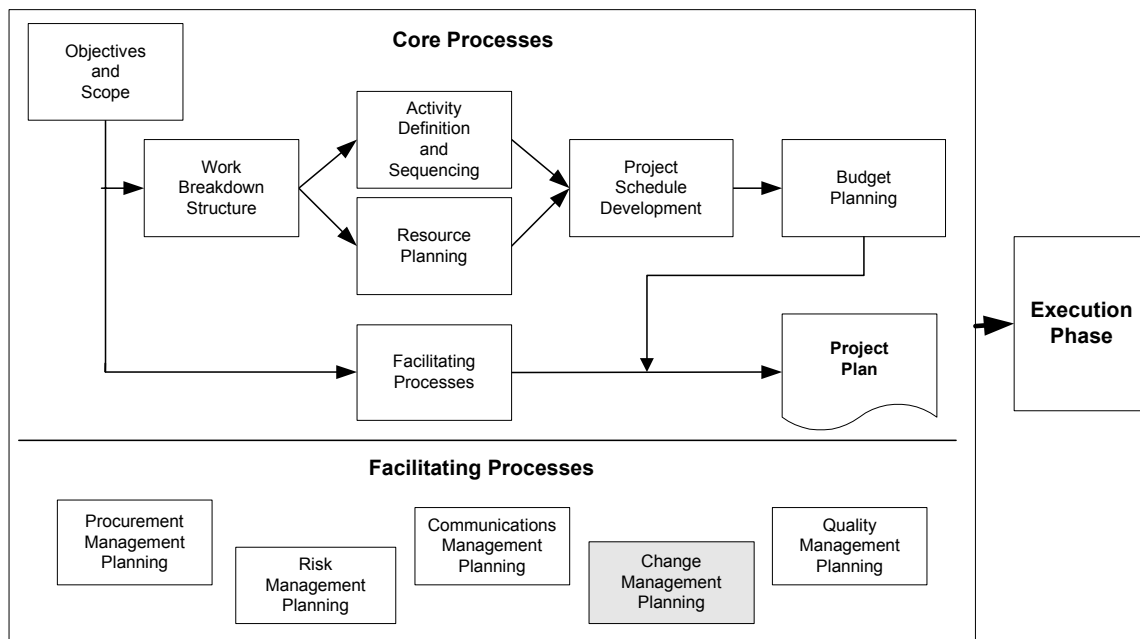 Core Processes
Objectives
and
Scope
Work
Breakdown
Structure
Activity
Definition
and
Sequencing
Resource
Planning
Project
Schedule
Development
Budget
Planning
Facilitating
Processes
Project
Plan
Execution
Phase
Facilitating Processes
Procurement
Management
Planning
Risk
Management
Planning
Communications
Management
Planning
Change
Management
Planning
Quality
Management
Planning